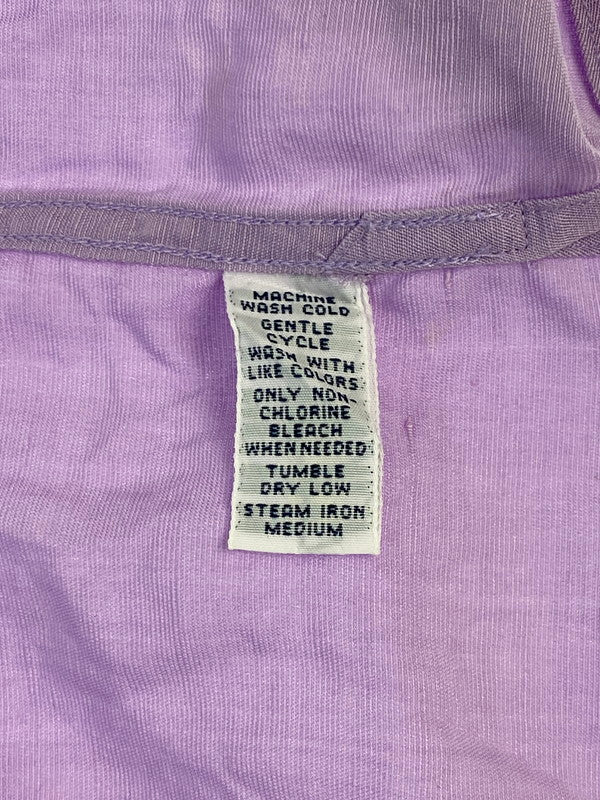 MACHINE
WASH COLD
GENTLE
CYCLE
WASH WITH
LIKE COLORS
ONLY NON-
CHLORINE
BLEACH
WHEN NEEDED
TUMBLE
DRY LOW
STEAM IRON
MEDIUM